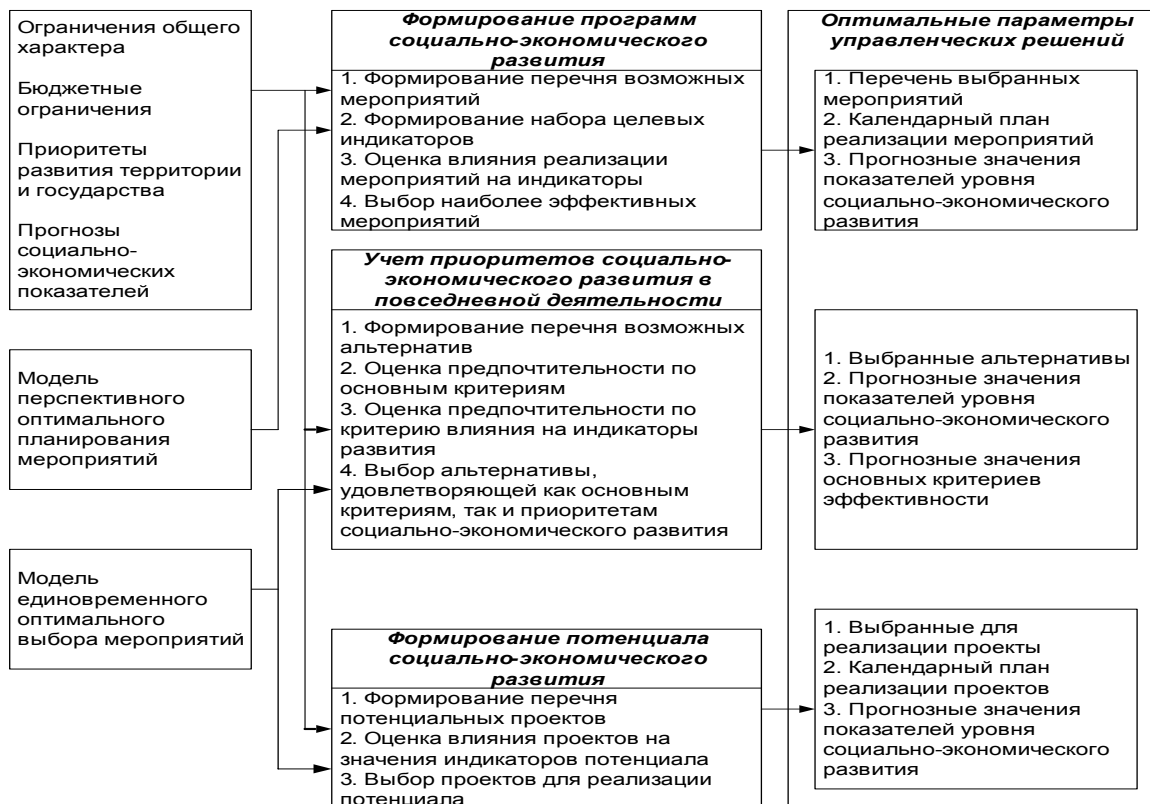 Ограничения общего
характера
Бюджетные
ограничения
Приоритеты
развития территории
и государства
Прогнозы
социально-
экономических
показателей
Модель
перспективного
оптимального
планирования
мероприятий
Модель
единовременного
оптимального
выбора мероприятий
Формирование программ
социально-экономического
развития
1. Формирование перечня возможных
мероприятий
2. Формирование набора целевых
индикаторов
3. Оценка влияния реализации
мероприятий на индикаторы
4. Выбор наиболее эффективных
мероприятий
Учет приоритетов социально-
экономического развития в
повседневной деятельности
1. Формирование перечня возможных
альтернатив
2. Оценка предпочтительности по
основным критериям
3. Оценка предпочтительности по
критерию влияния на индикаторы
развития
4. Выбор альтернативы,
удовлетворяющей как основным
критериям, так и приоритетам
социально-экономического развития
Формирование потенциала
социально-экономического
развития
1. Формирование перечня
потенциальных проектов
2. Оценка влияния проектов на
значения индикаторов потенциала
3. Выбор проектов для реализации
потенциала
Оптимальные параметры
управленческих решений
1. Перечень выбранных
мероприятий
2. Календарный план
реализации мероприятий
3. Прогнозные значения
показателей уровня
социально-экономического
развития
1. Выбранные альтернативы
2. Прогнозные значения
показателей уровня
социально-экономического
развития
3. Прогнозные значения
основных критериев
эффективности
1. Выбранные для
реализации проекты
2. Календарный план
реализации проектов
3. Прогнозные значения
показателей уровня
социально-экономического
развития